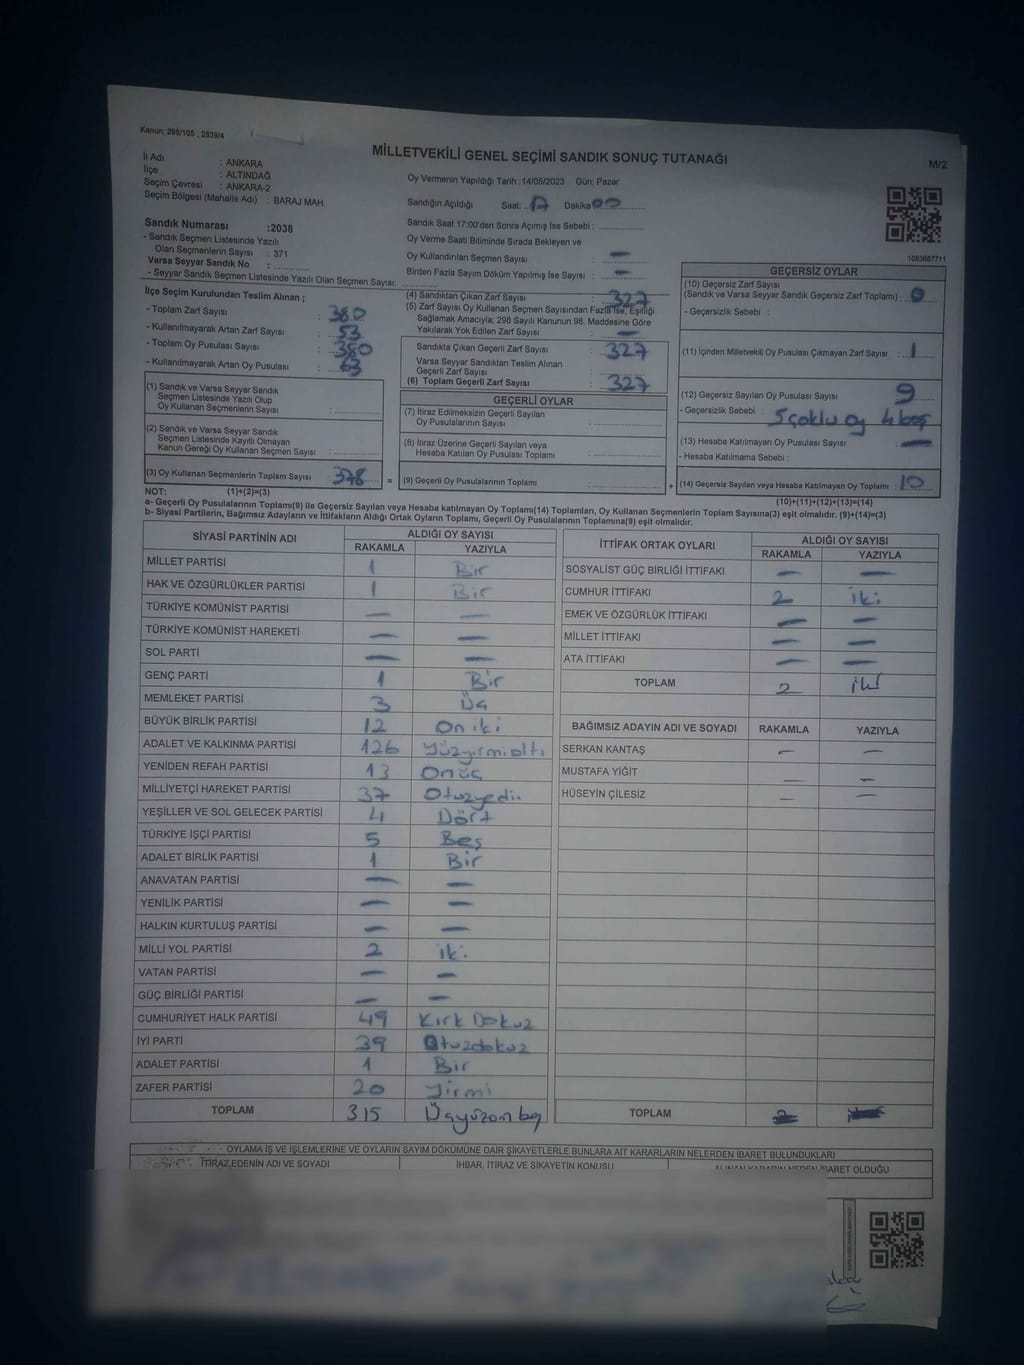 Kanun; 298/105 , 2839/4
MİLLETVEKİLİ GENEL SEÇİMİ SANDIK SONUÇ TUTANAĞI
M/2
İl Adı : ANKARA
İlçe : ALTINDAĞ
Seçim Çevresi : ANKARA-2
Seçim Bölgesi (Mahalle Adı) : BARAJ MAH.
Oy Vermenin Yapıldığı Tarih :14/05/2023 Gün: Pazar
Sandığın Açıldığı Saat: 17 Dakika 00
Sandık Saat 17:00'den Sonra Açımış İse Sebebi :
Sandık Numarası :2038
- Sandık Seçmen Listesinde Yazılı
Olan Seçmenlerin Sayısı : 371
Varsa Seyyar Sandık No :
- Seyyar Sandık Seçmen Listesinde Yazılı Olan Seçmen Sayısı:
Oy Verme Saati Bitiminde Sırada Bekleyen ve
Oy Kullandırılan Seçmen Sayısı : —
Birden Fazla Sayım Döküm Yapılmış İse Sayısı : —
1083667711
İlçe Seçim Kurulundan Teslim Alınan ;
- Toplam Zarf Sayısı : 380
- Kullanılmayarak Artan Zarf Sayısı : 53
- Toplam Oy Pusulası Sayısı : 380
- Kullanılmayarak Artan Oy Pusulası : 63
(4) Sandıktan Çıkan Zarf Sayısı : 327
(5) Zarf Sayısı Oy Kullanan Seçmen Sayısından Fazla İse, Eşitliği
Sağlamak Amacıyla; 298 Sayılı Kanunun 98. Maddesine Göre
Yakılarak Yok Edilen Zarf Sayısı : —
Sandıkta Çıkan Geçerli Zarf Sayısı : 327
Varsa Seyyar Sandıktan Teslim Alınan
Geçerli Zarf Sayısı :
(6) Toplam Geçerli Zarf Sayısı : 327
GEÇERSİZ OYLAR
(10) Geçersiz Zarf Sayısı
(Sandık ve Varsa Seyyar Sandık Geçersiz Zarf Toplamı) : 0
- Geçersizlik Sebebi :
(11) İçinden Milletvekili Oy Pusulası Çıkmayan Zarf Sayısı : 1
(12) Geçersiz Sayılan Oy Pusulası Sayısı : 9
- Geçersizlik Sebebi : 5 çoklu oy 4 boş
(13) Hesaba Katılmayan Oy Pusulası Sayısı : —
- Hesaba Katılmama Sebebi :
(14) Geçersiz Sayılan veya Hesaba Katılmayan Oy Toplamı : 10
(10)+(11)+(12)+(13)=(14)
(1) Sandık ve Varsa Seyyar Sandık
Seçmen Listesinde Yazılı Olup
Oy Kullanan Seçmenlerin Sayısı :
(2) Sandık ve Varsa Seyyar Sandık
Seçmen Listesinde Kayıtlı Olmayan
Kanun Gereği Oy Kullanan Seçmen Sayısı :
(3) Oy Kullanan Seçmenlerin Toplam Sayısı : 378 =
GEÇERLİ OYLAR
(7) İtiraz Edilmeksizin Geçerli Sayılan
Oy Pusulalarının Sayısı :
(8) İtiraz Üzerine Geçerli Sayılan veya
Hesaba Katılan Oy Pusulası Toplamı :
(9) Geçerli Oy Pusulalarının Toplamı : +
NOT: (1)+(2)=(3)
a- Geçerli Oy Pusulalarının Toplamı(9) ile Geçersiz Sayılan veya Hesaba katılmayan Oy Toplamı(14) Toplamları, Oy Kullanan Seçmenlerin Toplam Sayısına(3) eşit olmalıdır. (9)+(14)=(3)
b- Siyasi Partilerin, Bağımsız Adayların ve İttifakların Aldığı Ortak Oyların Toplamı, Geçerli Oy Pusulalarının Toplamına(9) eşit olmalıdır.
SİYASİ PARTİNİN ADI ALDIĞI OY SAYISI
RAKAMLA YAZIYLA
MİLLET PARTİSİ 1 Bir
HAK VE ÖZGÜRLÜKLER PARTİSİ 1 Bir
TÜRKİYE KOMÜNİST PARTİSİ — —
TÜRKİYE KOMÜNİST HAREKETİ — —
SOL PARTİ — —
GENÇ PARTİ 1 Bir
MEMLEKET PARTİSİ 3 Üç
BÜYÜK BİRLİK PARTİSİ 12 On iki
ADALET VE KALKINMA PARTİSİ 126 Yüzyirmialtı
YENİDEN REFAH PARTİSİ 13 Onüç
MİLLİYETÇİ HAREKET PARTİSİ 37 Otuzyedi
YEŞİLLER VE SOL GELECEK PARTİSİ 4 Dört
TÜRKİYE İŞÇİ PARTİSİ 5 Beş
ADALET BİRLİK PARTİSİ 1 Bir
ANAVATAN PARTİSİ — —
YENİLİK PARTİSİ — —
HALKIN KURTULUŞ PARTİSİ — —
MİLLİ YOL PARTİSİ 2 iki
VATAN PARTİSİ — —
GÜÇ BİRLİĞİ PARTİSİ — —
CUMHURİYET HALK PARTİSİ 49 Kırk Dokuz
İYİ PARTİ 39 Otuzdokuz
ADALET PARTİSİ 1 Bir
ZAFER PARTİSİ 20 yirmi
TOPLAM 315 Üçyüzonbeş
İTTİFAK ORTAK OYLARI ALDIĞI OY SAYISI
RAKAMLA YAZIYLA
SOSYALİST GÜÇ BİRLİĞİ İTTİFAKI — —
CUMHUR İTTİFAKI 2 iki
EMEK VE ÖZGÜRLÜK İTTİFAKI — —
MİLLET İTTİFAKI — —
ATA İTTİFAKI — —
TOPLAM 2 iki
BAĞIMSIZ ADAYIN ADI VE SOYADI RAKAMLA YAZIYLA
SERKAN KANTAŞ — —
MUSTAFA YİĞİT — —
HÜSEYİN ÇİLESİZ — —
TOPLAM
OYLAMA İŞ VE İŞLEMLERİNE VE OYLARIN SAYIM DÖKÜMÜNE DAİR ŞİKAYETLERLE BUNLARA AİT KARARLARIN NELERDEN İBARET BULUNDUKLARI
İTİRAZ EDENİN ADI VE SOYADI İHBAR, İTİRAZ VE ŞİKAYETİN KONUSU ALINAN KARARIN NEDEN İBARET OLDUĞU